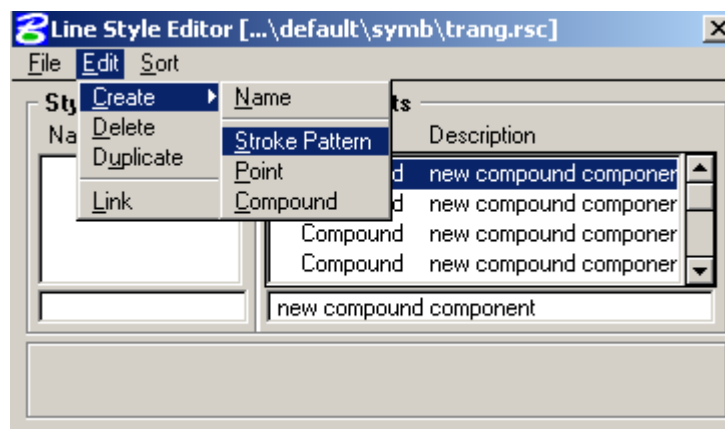 Line Style Editor [...\default\symb\trang.rsc]
File Edit Sort
Create
Delete
Duplicate
Link
Name
Stroke Pattern
Point
Compound
Description
new compound componer
new compound componer
Compound new compound componer
Compound new compound componer
new compound component